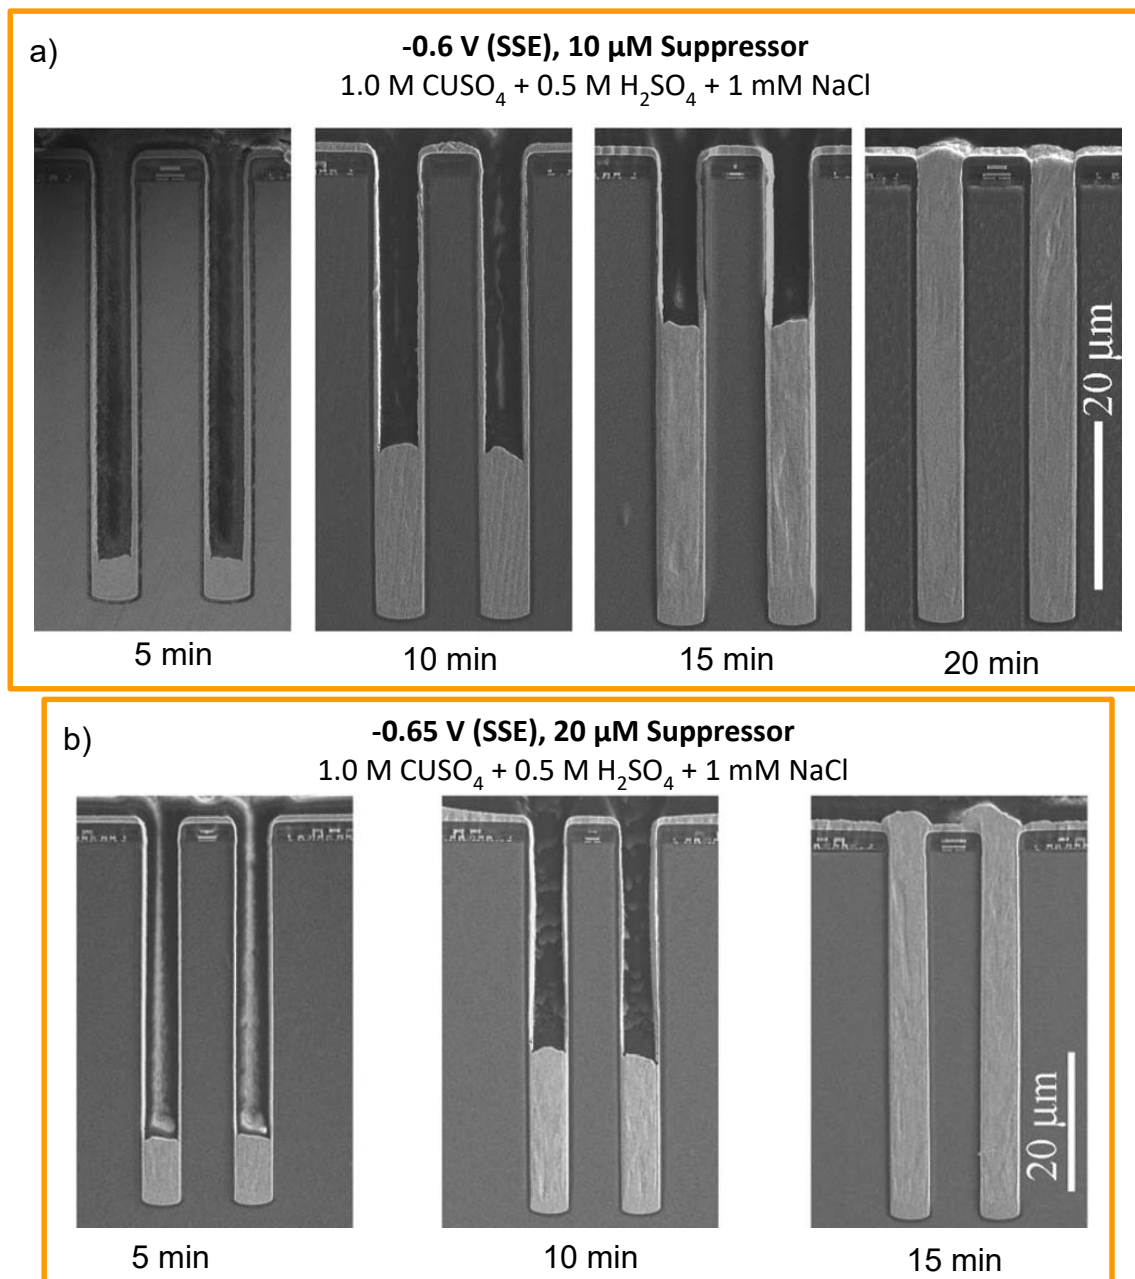 a)
-0.6 V (SSE), 10 µM Suppressor
1.0 M CUSO₄ + 0.5 M H₂SO₄ + 1 mM NaCl
20 µm
5 min
10 min
15 min
20 min
b)
-0.65 V (SSE), 20 µM Suppressor
1.0 M CUSO₄ + 0.5 M H₂SO₄ + 1 mM NaCl
20 µm
5 min
10 min
15 min